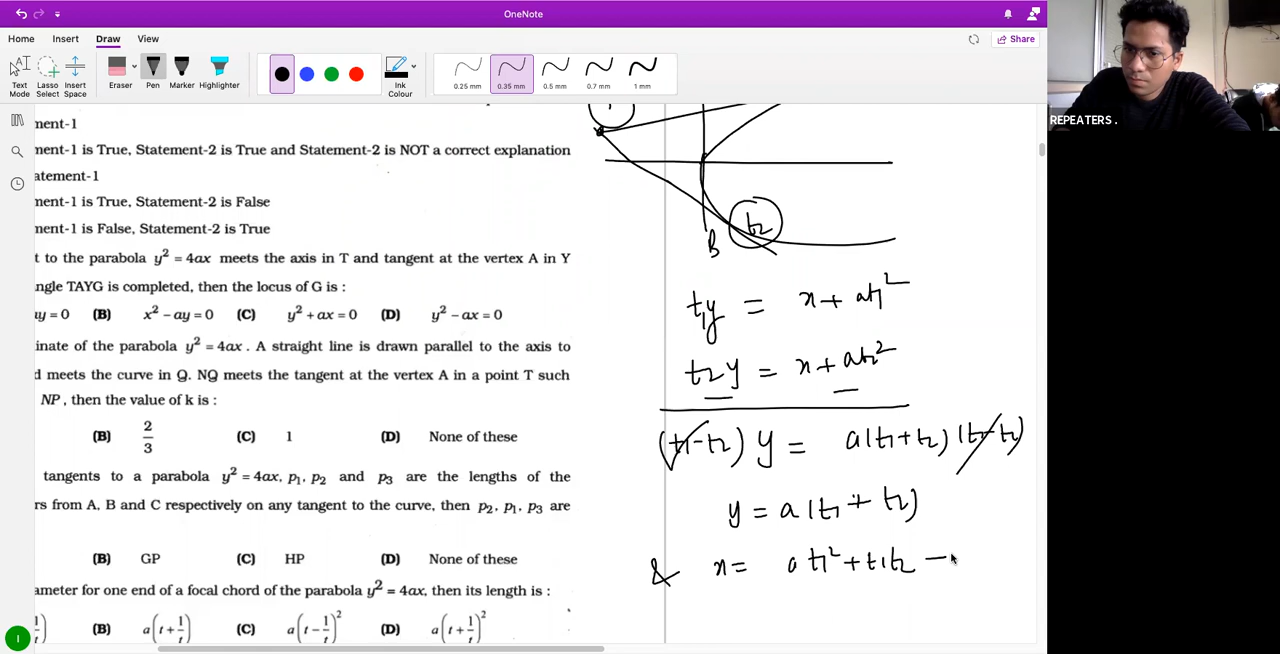 OneNote
Home Insert Draw View
Share
Text Mode
Lasso Select
Insert Space
Eraser
Pen
Marker
Highlighter
Ink Colour
0.25 mm
0.35 mm
0.5 mm
0.7 mm
1 mm
REPEATERS .
ment-1
ment-1 is True, Statement-2 is True and Statement-2 is NOT a correct explanation
atement-1
ment-1 is True, Statement-2 is False
ment-1 is False, Statement-2 is True
t to the parabola y² = 4ax meets the axis in T and tangent at the vertex A in Y
ngle TAYG is completed, then the locus of G is :
ay = 0 (B) x² − ay = 0 (C) y² + ax = 0 (D) y² − ax = 0
inate of the parabola y² = 4ax. A straight line is drawn parallel to the axis to
d meets the curve in Q. NQ meets the tangent at the vertex A in a point T such
NP, then the value of k is :
(B) 2/3 (C) 1 (D) None of these
tangents to a parabola y² = 4ax, p₁, p₂ and p₃ are the lengths of the
rs from A, B and C respectively on any tangent to the curve, then p₂, p₁, p₃ are
(B) GP (C) HP (D) None of these
ameter for one end of a focal chord of the parabola y² = 4ax, then its length is :
(B) a(t + 1/t) (C) a(t − 1/t)² (D) a(t + 1/t)²
t₂
B
t₁y = x + at₁²
t₂y = x + at₂²
(t₁−t₂) y = a(t₁+t₂)(t₁−t₂)
y = a(t₁ + t₂)
& x = at₁² + t₁t₂ −
I